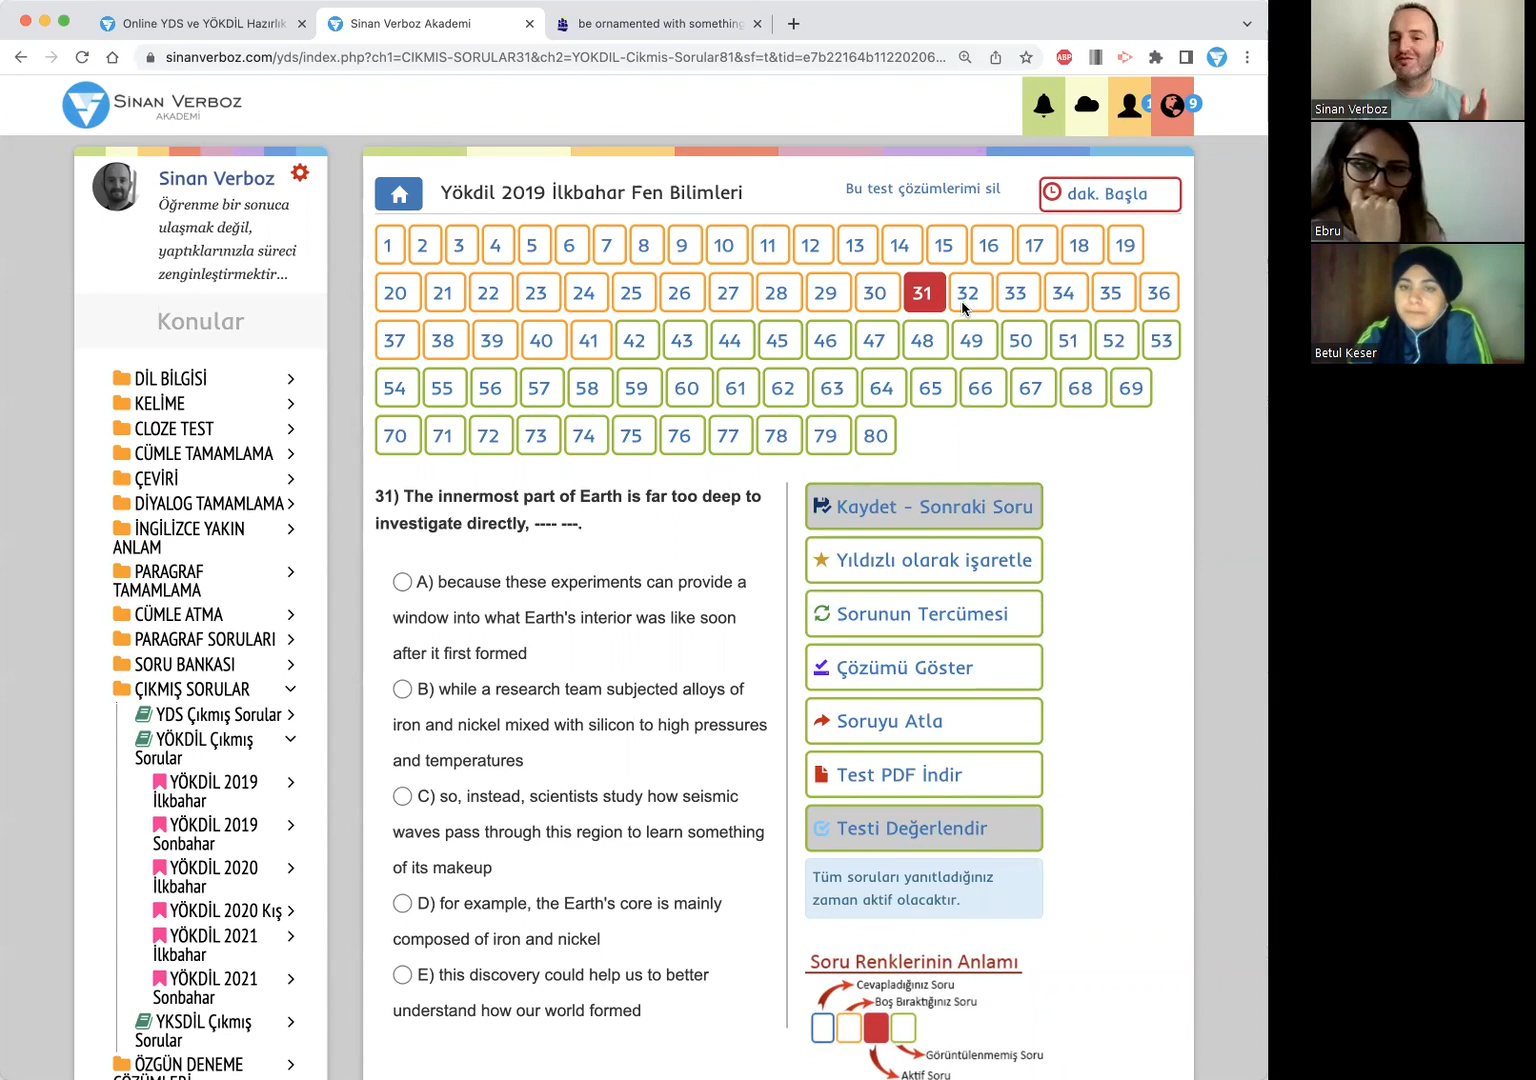 Online YDS ve YÖKDİL Hazırlık
Sinan Verboz Akademi
be ornamented with something
sinanverboz.com/yds/index.php?ch1=CIKMIS-SORULAR31&ch2=YOKDIL-Cikmis-Sorular81&sf=t&tid=e7b22164b11220206...
ABP
SİNAN VERBOZ
AKADEMİ
1
9
Sinan Verboz
Öğrenme bir sonuca
ulaşmak değil,
yaptıklarınızla süreci
zenginleştirmektir...
Konular
DİL BİLGİSİ
KELİME
CLOZE TEST
CÜMLE TAMAMLAMA
ÇEVİRİ
DİYALOG TAMAMLAMA
İNGİLİZCE YAKIN
ANLAM
PARAGRAF
TAMAMLAMA
CÜMLE ATMA
PARAGRAF SORULARI
SORU BANKASI
ÇIKMIŞ SORULAR
YDS Çıkmış Sorular
YÖKDİL Çıkmış
Sorular
YÖKDİL 2019
İlkbahar
YÖKDİL 2019
Sonbahar
YÖKDİL 2020
İlkbahar
YÖKDİL 2020 Kış
YÖKDİL 2021
İlkbahar
YÖKDİL 2021
Sonbahar
YKSDİL Çıkmış
Sorular
ÖZGÜN DENEME
ÇÖZÜMLERİ
Yökdil 2019 İlkbahar Fen Bilimleri
Bu test çözümlerimi sil
dak. Başla
1 2 3 4 5 6 7 8 9 10 11 12 13 14 15 16 17 18 19
20 21 22 23 24 25 26 27 28 29 30 31 32 33 34 35 36
37 38 39 40 41 42 43 44 45 46 47 48 49 50 51 52 53
54 55 56 57 58 59 60 61 62 63 64 65 66 67 68 69
70 71 72 73 74 75 76 77 78 79 80
31) The innermost part of Earth is far too deep to
investigate directly, ---- ---.
A) because these experiments can provide a
window into what Earth's interior was like soon
after it first formed
B) while a research team subjected alloys of
iron and nickel mixed with silicon to high pressures
and temperatures
C) so, instead, scientists study how seismic
waves pass through this region to learn something
of its makeup
D) for example, the Earth's core is mainly
composed of iron and nickel
E) this discovery could help us to better
understand how our world formed
Kaydet - Sonraki Soru
Yıldızlı olarak işaretle
Sorunun Tercümesi
Çözümü Göster
Soruyu Atla
Test PDF İndir
Testi Değerlendir
Tüm soruları yanıtladığınız
zaman aktif olacaktır.
Soru Renklerinin Anlamı
Cevapladığınız Soru
Boş Bıraktığınız Soru
Görüntülenmemiş Soru
Aktif Soru
Sinan Verboz
Ebru
Betul Keser